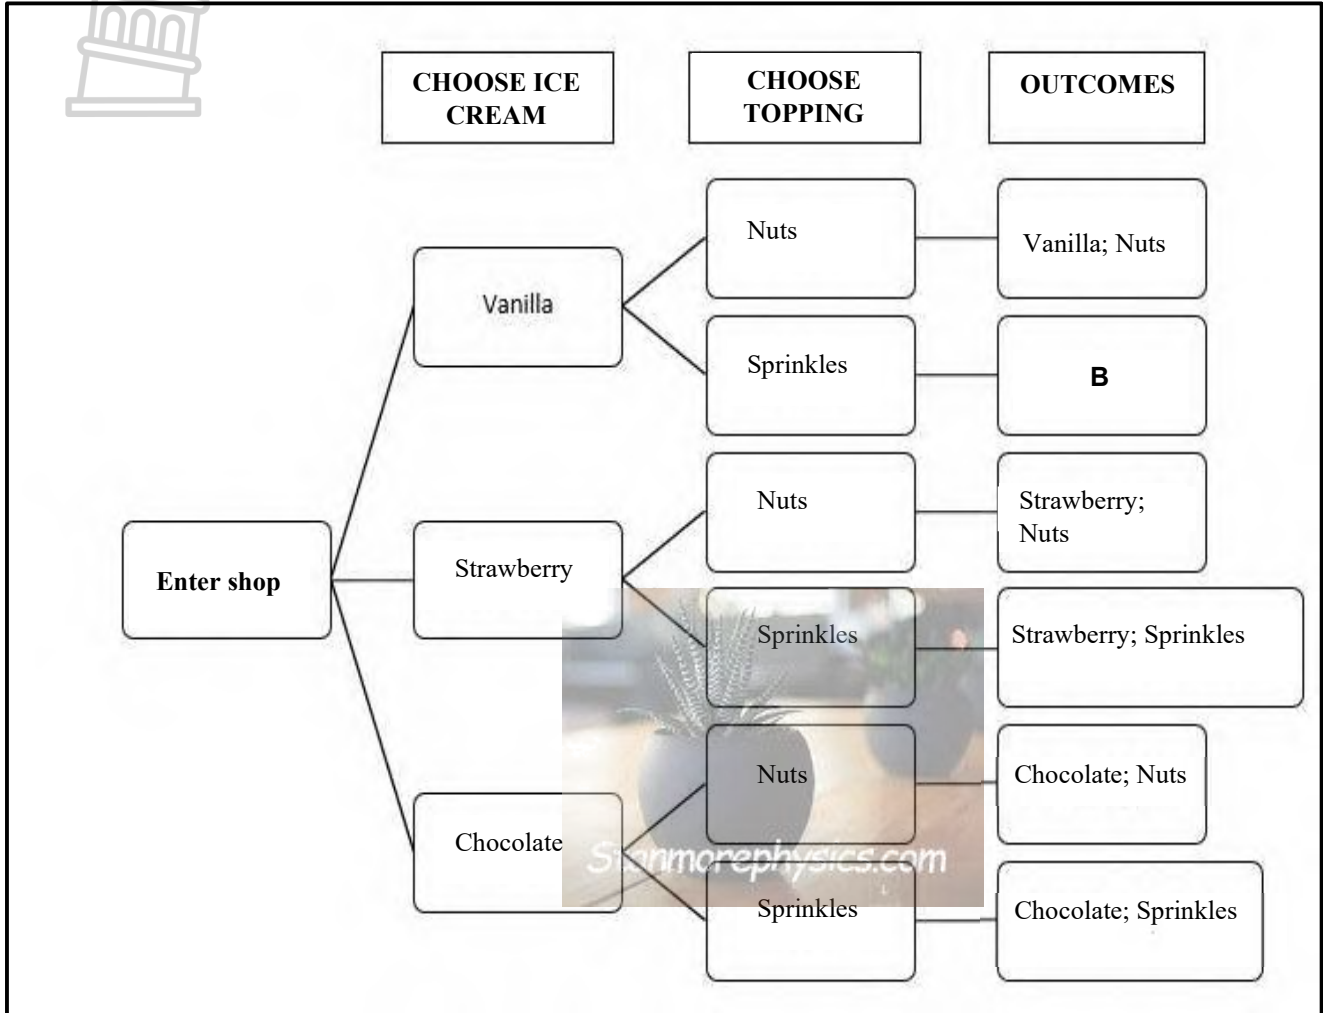 CHOOSE ICE
CREAM
CHOOSE
TOPPING
OUTCOMES
Nuts
Vanilla; Nuts
Vanilla
Sprinkles
B
Nuts
Strawberry;
Nuts
Enter shop
Strawberry
Sprinkles
Strawberry; Sprinkles
Nuts
Chocolate; Nuts
Chocolate
Stanmorephysics.com
Sprinkles
Chocolate; Sprinkles